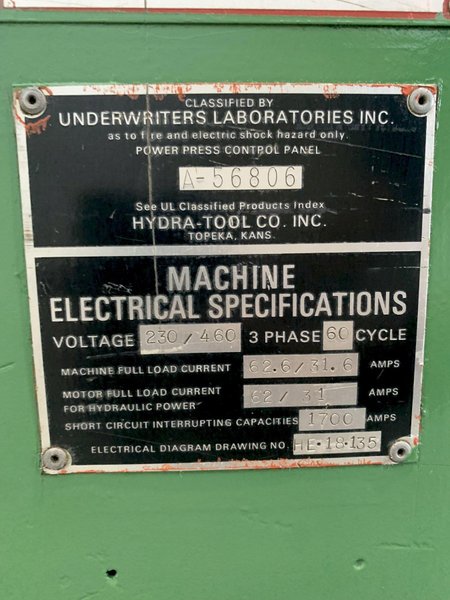 CLASSIFIED BY
UNDERWRITERS LABORATORIES INC.
as to fire and electric shock hazard only.
POWER PRESS CONTROL PANEL
A-56806
See UL Classified Products Index
HYDRA-TOOL CO. INC.
TOPEKA, KANS.
MACHINE
ELECTRICAL SPECIFICATIONS
VOLTAGE 230/460 3 PHASE 60 CYCLE
MACHINE FULL LOAD CURRENT 62.6/31.6 AMPS
MOTOR FULL LOAD CURRENT
FOR HYDRAULIC POWER 62 / 31 AMPS
SHORT CIRCUIT INTERRUPTING CAPACITIES 1700 AMPS
ELECTRICAL DIAGRAM DRAWING NO. HE·18·135